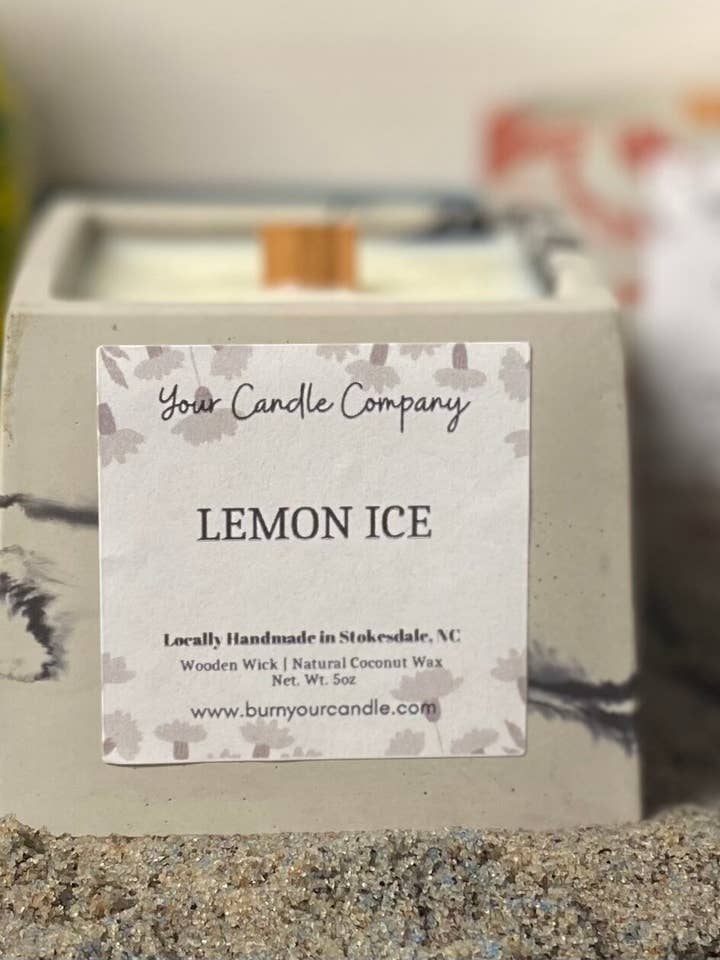 Your Candle Company
LEMON ICE
Locally Handmade in Stokesdale, NC
Wooden Wick | Natural Coconut Wax
Net. Wt. 5oz
www.burnyourcandle.com